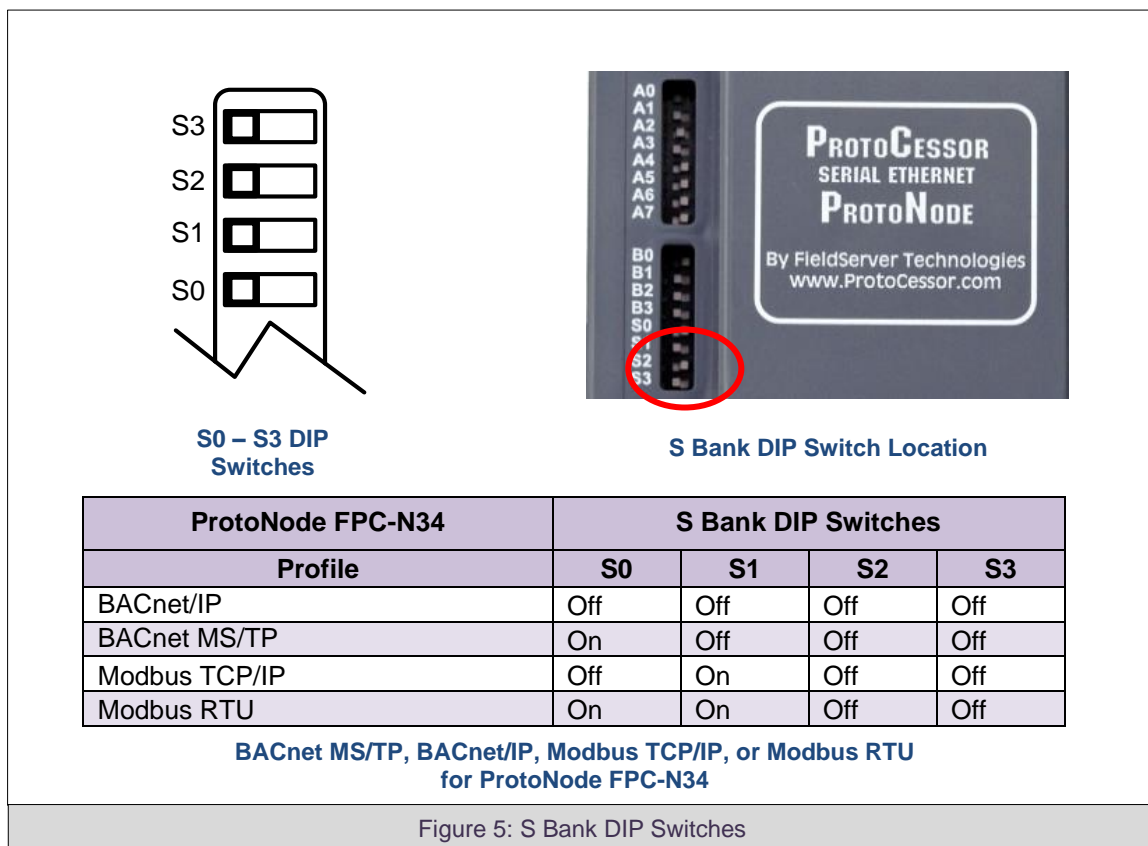 S3
S2
S1
S0
S0 – S3 DIP
Switches
A0
A1
A2
A3
A4
A5
A6
A7
B0
B1
B2
B3
S0
S1
S2
S3
PROTOCESSOR
SERIAL ETHERNET
PROTONODE
By FieldServer Technologies
www.ProtoCessor.com
S Bank DIP Switch Location
ProtoNode FPC-N34 S Bank DIP Switches
Profile S0 S1 S2 S3
BACnet/IP Off Off Off Off
BACnet MS/TP On Off Off Off
Modbus TCP/IP Off On Off Off
Modbus RTU On On Off Off
BACnet MS/TP, BACnet/IP, Modbus TCP/IP, or Modbus RTU
for ProtoNode FPC-N34
Figure 5: S Bank DIP Switches